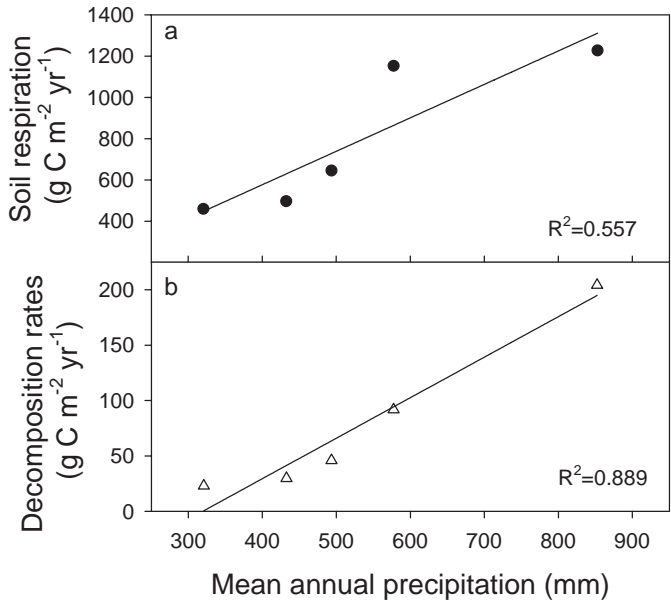 a
1400
1200
1000
800
600
400
Soil respiration
(g C m-2 yr-1)
R2=0.557
b
200
150
100
50
0
Decomposition rates
(g C m-2 yr-1)
R2=0.889
300 400 500 600 700 800 900
Mean annual precipitation (mm)